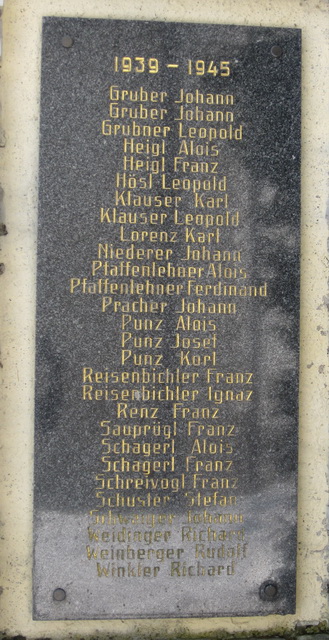 1939 - 1945
Gruber Johann
Gruber Johann
Grubner Leopold
Heigl Alois
Heigl Franz
Hösl Leopold
Klauser Karl
Klauser Leopold
Lorenz Karl
Niederer Johann
Pfaffenlehner Alois
Pfaffenlehner Ferdinand
Pracher Johann
Punz Alois
Punz Josef
Punz Karl
Reisenbichler Franz
Reisenbichler Ignaz
Renz Franz
Sauprügl Franz
Schagerl Alois
Schagerl Franz
Schreivogl Franz
Schuster Stefan
Johann
Weidinger Richard
Weinberger Rudolf
Winkler Richard